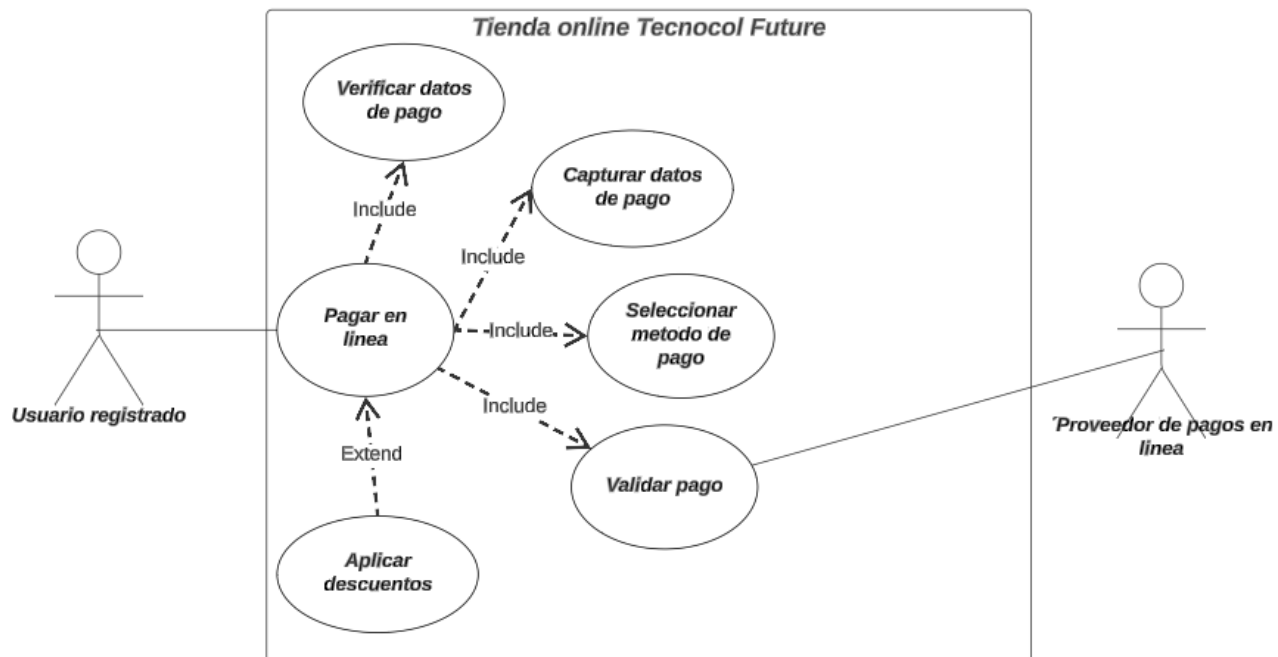 Tienda online Tecnocol Future
Verificar datos
de pago
Capturar datos
de pago
Include
Include
Pagar en
linea
Seleccionar
metodo de
pago
Include
Include
Usuario registrado
´Proveedor de pagos en
linea
Extend
Validar pago
Aplicar
descuentos